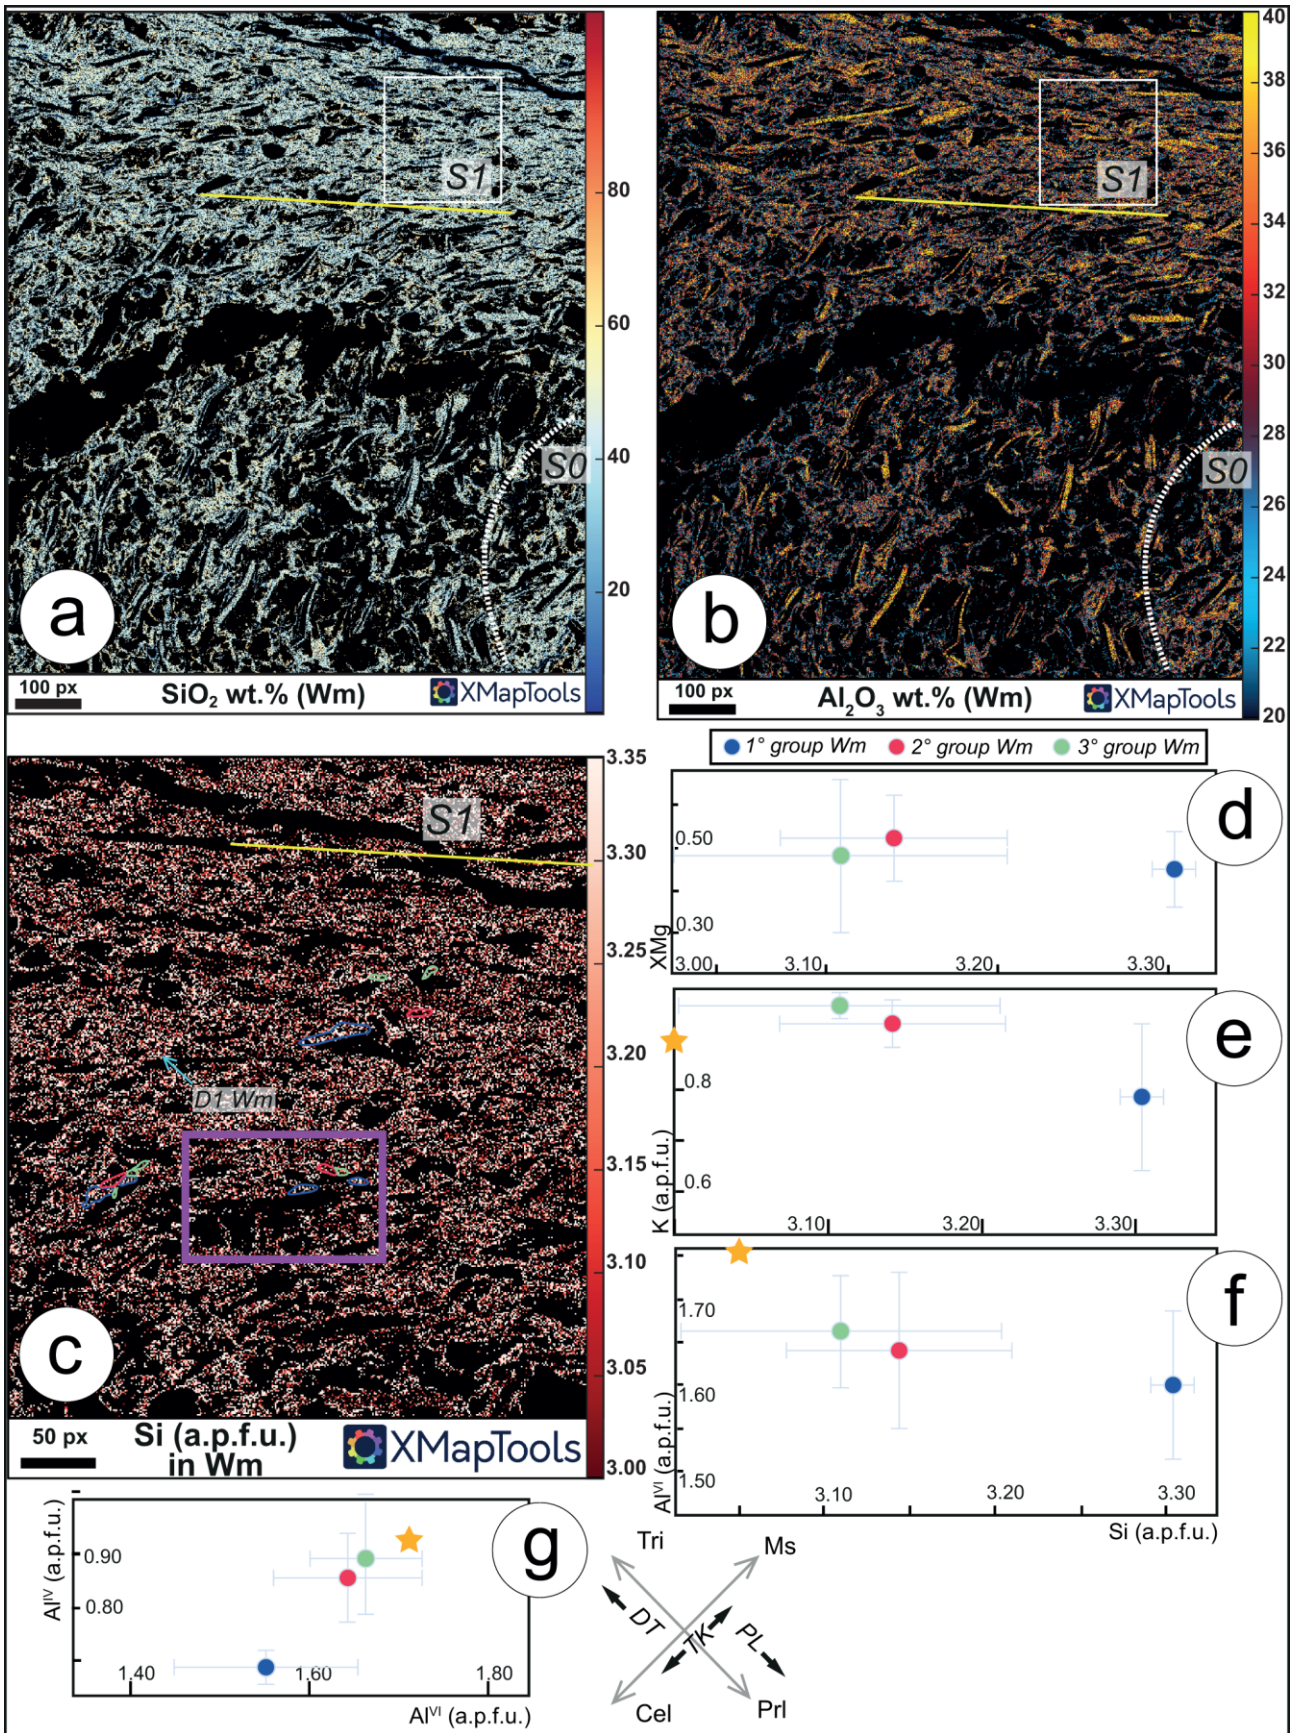 S1
S0
80
60
40
20
a
100 px
SiO₂ wt.% (Wm)
XMapTools
S1
S0
40
38
36
34
32
30
28
26
24
22
20
b
100 px
Al₂O₃ wt.% (Wm)
XMapTools
1° group Wm
2° group Wm
3° group Wm
S1
D1 Wm
3.35
3.30
3.25
3.20
3.15
3.10
3.05
3.00
c
50 px
Si (a.p.f.u.)
in Wm
XMapTools
d
0.50
0.30
XMg
3.00
3.10
3.20
3.30
e
0.8
0.6
K (a.p.f.u.)
3.10
3.20
3.30
f
1.70
1.60
1.50
Alⱽᴵ (a.p.f.u.)
3.10
3.20
3.30
Si (a.p.f.u.)
g
0.90
0.80
Alᴵⱽ (a.p.f.u.)
1.40
1.60
1.80
Alⱽᴵ (a.p.f.u.)
Tri
Ms
DT
TK
PL
Cel
Prl